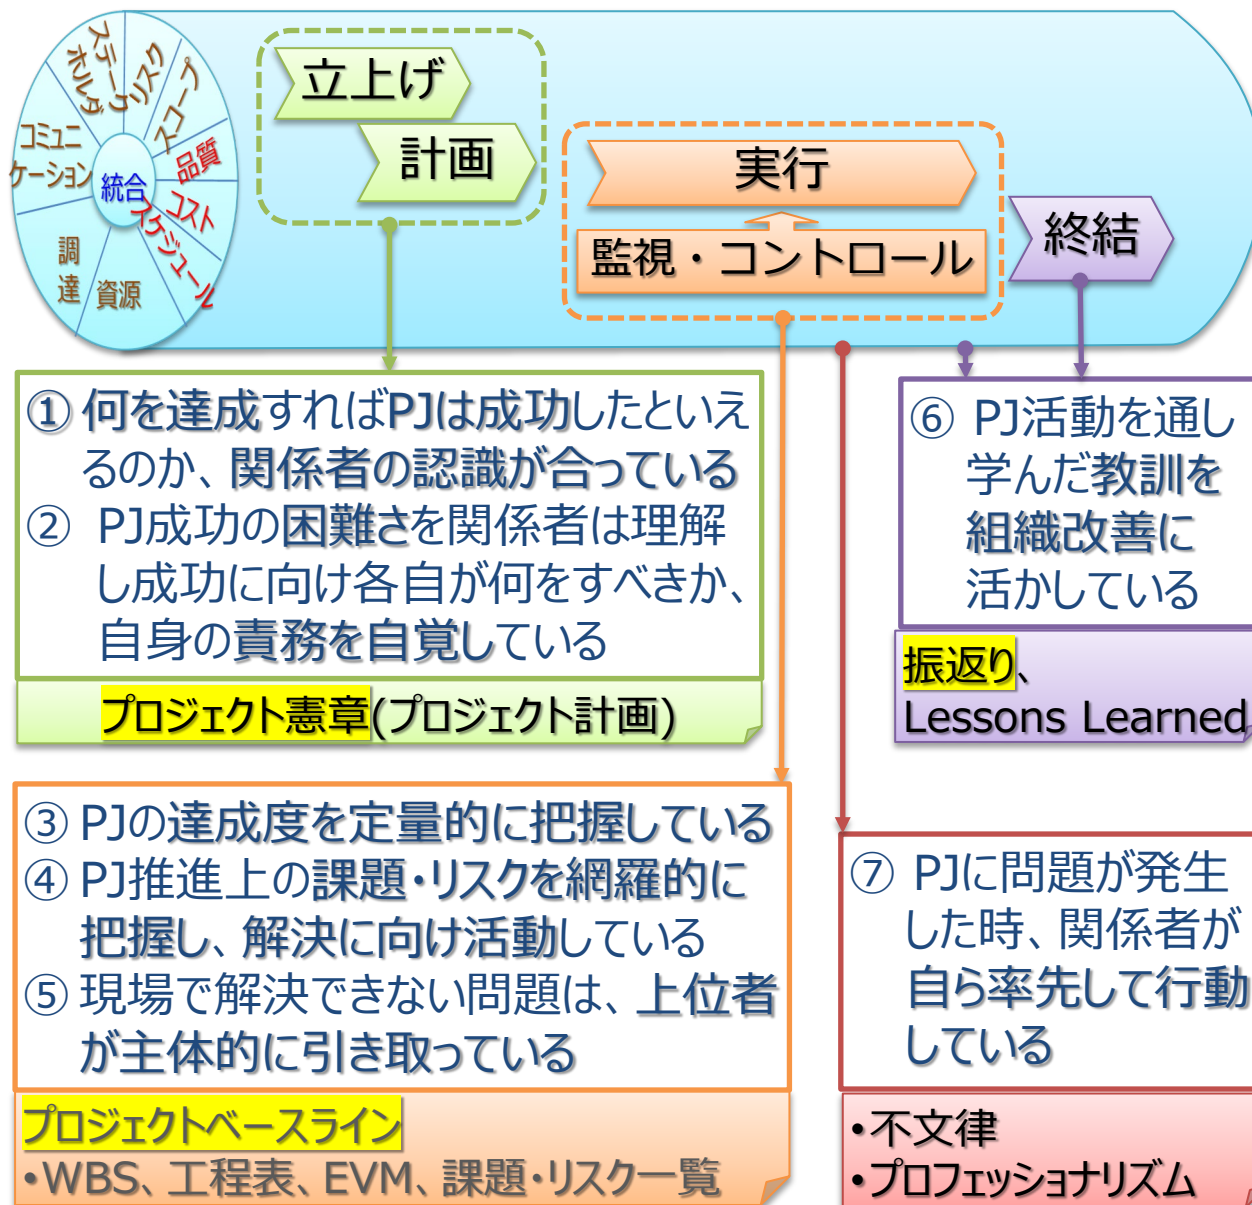 ステーク
ホルダ
リスク
スコープ
コミュニ
ケーション
統合
品質
コスト
スケジュール
調
達
資源
立上げ
計画
実行
監視・コントロール
終結
① 何を達成すればPJは成功したといえ
るのか、関係者の認識が合っている
② PJ成功の困難さを関係者は理解
し成功に向け各自が何をすべきか、
自身の責務を自覚している
プロジェクト憲章(プロジェクト計画)
⑥ PJ活動を通し
学んだ教訓を
組織改善に
活かしている
振返り、
Lessons Learned
③ PJの達成度を定量的に把握している
④ PJ推進上の課題・リスクを網羅的に
把握し、解決に向け活動している
⑤ 現場で解決できない問題は、上位者
が主体的に引き取っている
プロジェクトベースライン
・WBS、工程表、EVM、課題・リスク一覧
⑦ PJに問題が発生
した時、関係者が
自ら率先して行動
している
・不文律
・プロフェッショナリズム